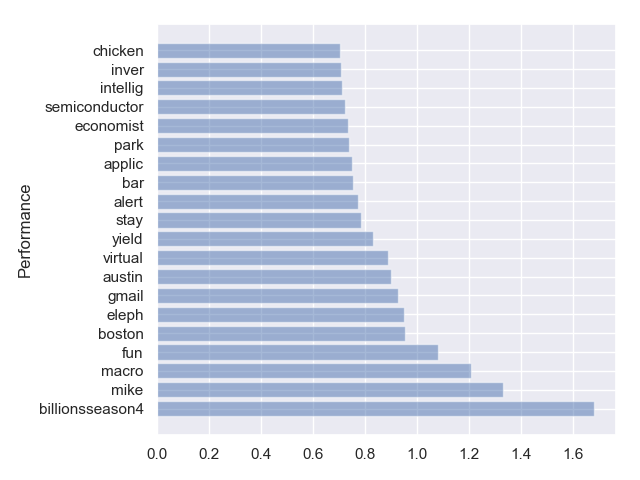 chicken
inver
intellig
semiconductor
economist
park
applic
bar
alert
stay
yield
virtual
austin
gmail
eleph
boston
fun
macro
mike
billionsseason4
Performance
0.0 0.2 0.4 0.6 0.8 1.0 1.2 1.4 1.6